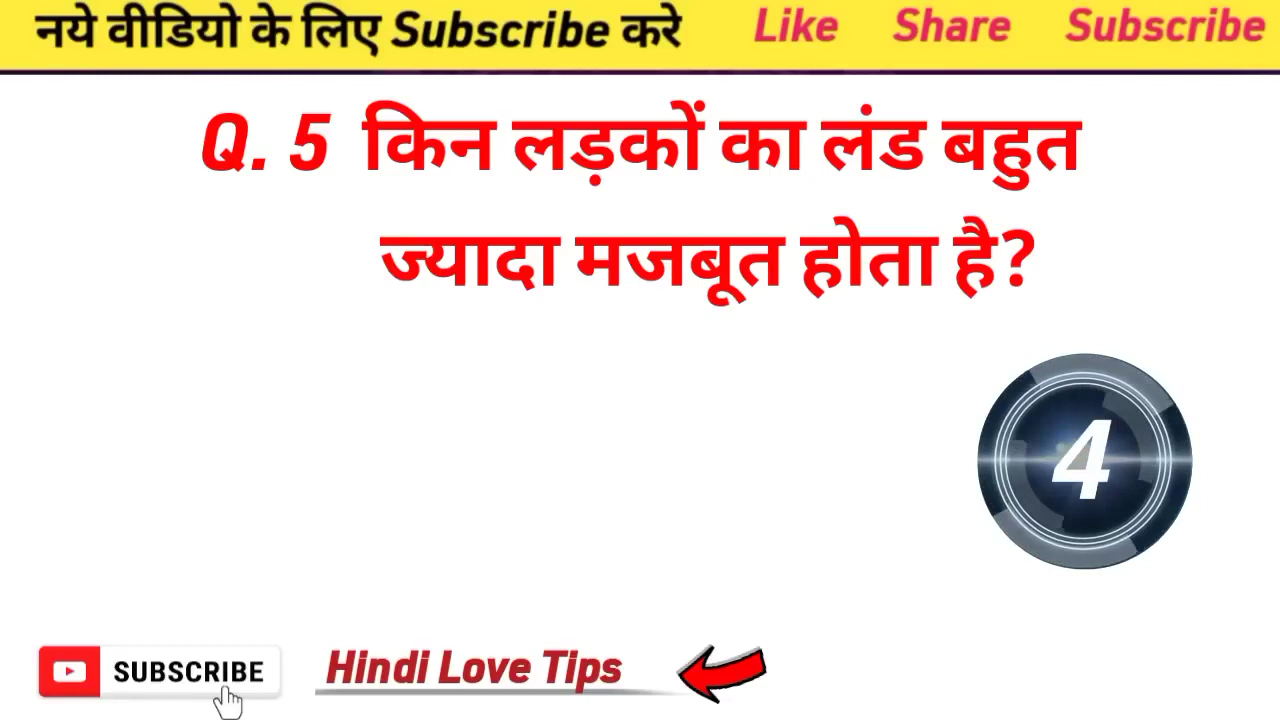 नये वीडियो के लिए Subscribe करे Like Share Subscribe
Q. 5 किन लड़कों का लंड बहुत
ज्यादा मजबूत होता है?
4
SUBSCRIBE Hindi Love Tips